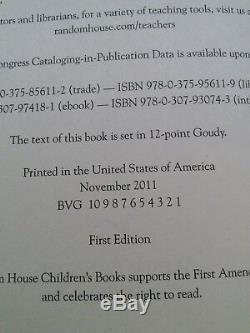 tors and librarians, for a variety of teaching tools, visit us a
randomhouse.com/teachers
ongress Cataloging-in-Publication Data is available upon
0-375-85611-2 (trade) — ISBN 978-0-375-95611-9 (li
307-97418-1 (ebook) — ISBN 978-0-307-93074-3 (int
The text of this book is set in 12-point Goudy.
Printed in the United States of America
November 2011
BVG 10 9 8 7 6 5 4 3 2 1
First Edition
m House Children's Books supports the First Amen
and celebrates the right to read.